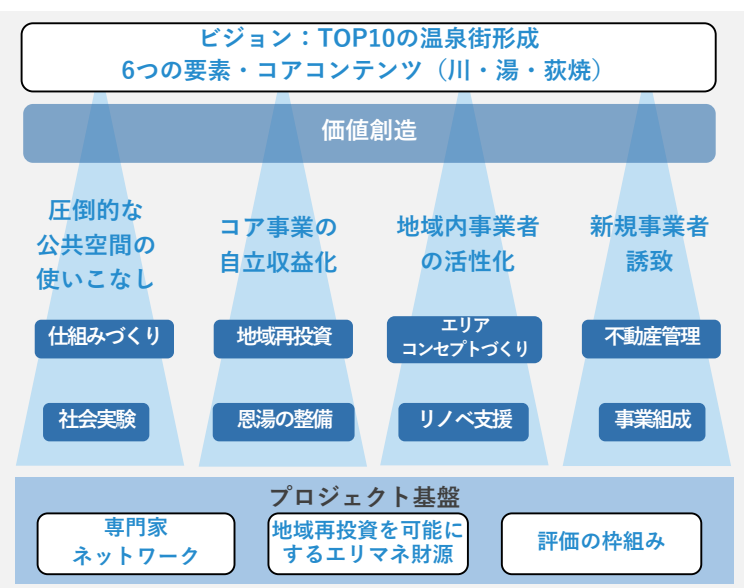 ビジョン：TOP10の温泉街形成
6つの要素・コアコンテンツ（川・湯・萩焼）
価値創造
圧倒的な
公共空間の
使いこなし
コア事業の
自立収益化
地域内事業者
の活性化
新規事業者
誘致
仕組みづくり
地域再投資
エリア
コンセプトづくり
不動産管理
社会実験
恩湯の整備
リノベ支援
事業組成
プロジェクト基盤
専門家
ネットワーク
地域再投資を可能に
するエリマネ財源
評価の枠組み